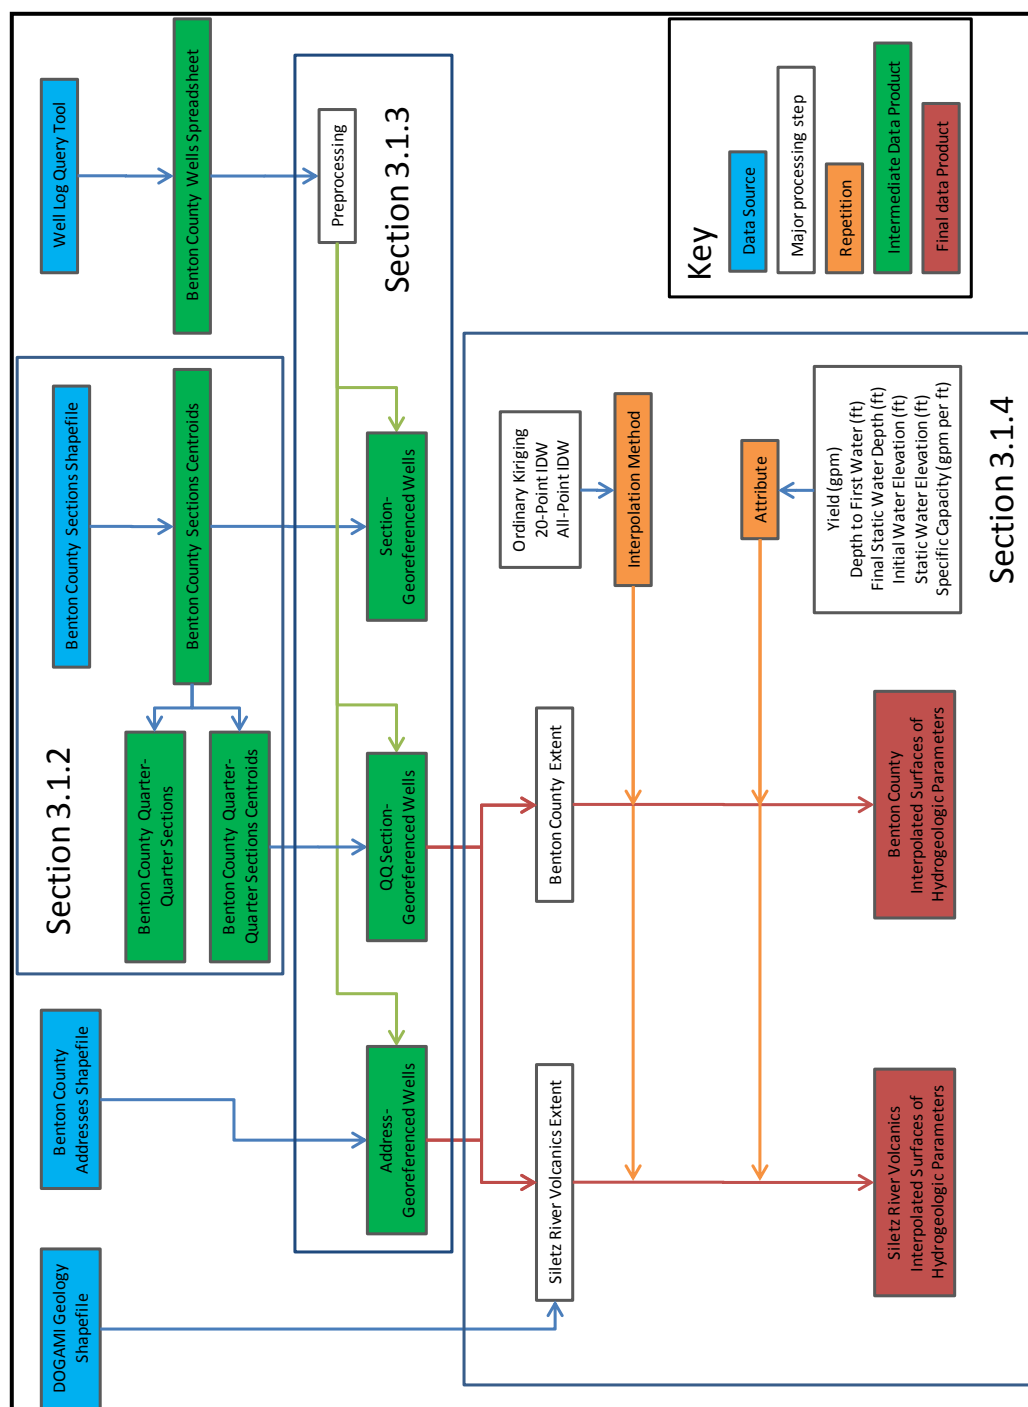 DOGAMI Geology
Shapefile
Benton County
Addresses Shapefile
Section 3.1.2
Benton County Sections Shapefile
Benton County Sections Centroids
Benton County Quarter-
Quarter Sections
Benton County Quarter-
Quarter Sections Centroids
Well Log Query Tool
Benton County Wells Spreadsheet
Preprocessing
Section 3.1.3
Address-
Georeferenced Wells
QQ Section-
Georeferenced Wells
Section-
Georeferenced Wells
Siletz River Volcanics Extent
Benton County Extent
Ordinary Kiriging
20-Point IDW
All-Point IDW
Interpolation Method
Attribute
Yield (gpm)
Depth to First Water (ft)
Final Static Water Depth (ft)
Initial Water Elevation (ft)
Static Water Elevation (ft)
Specific Capacity (gpm per ft)
Siletz River Volcanics
Interpolated Surfaces of
Hydrogeologic Parameters
Benton County
Interpolated Surfaces of
Hydrogeologic Parameters
Section 3.1.4
Key
Data Source
Major processing step
Repetition
Intermediate Data Product
Final data Product